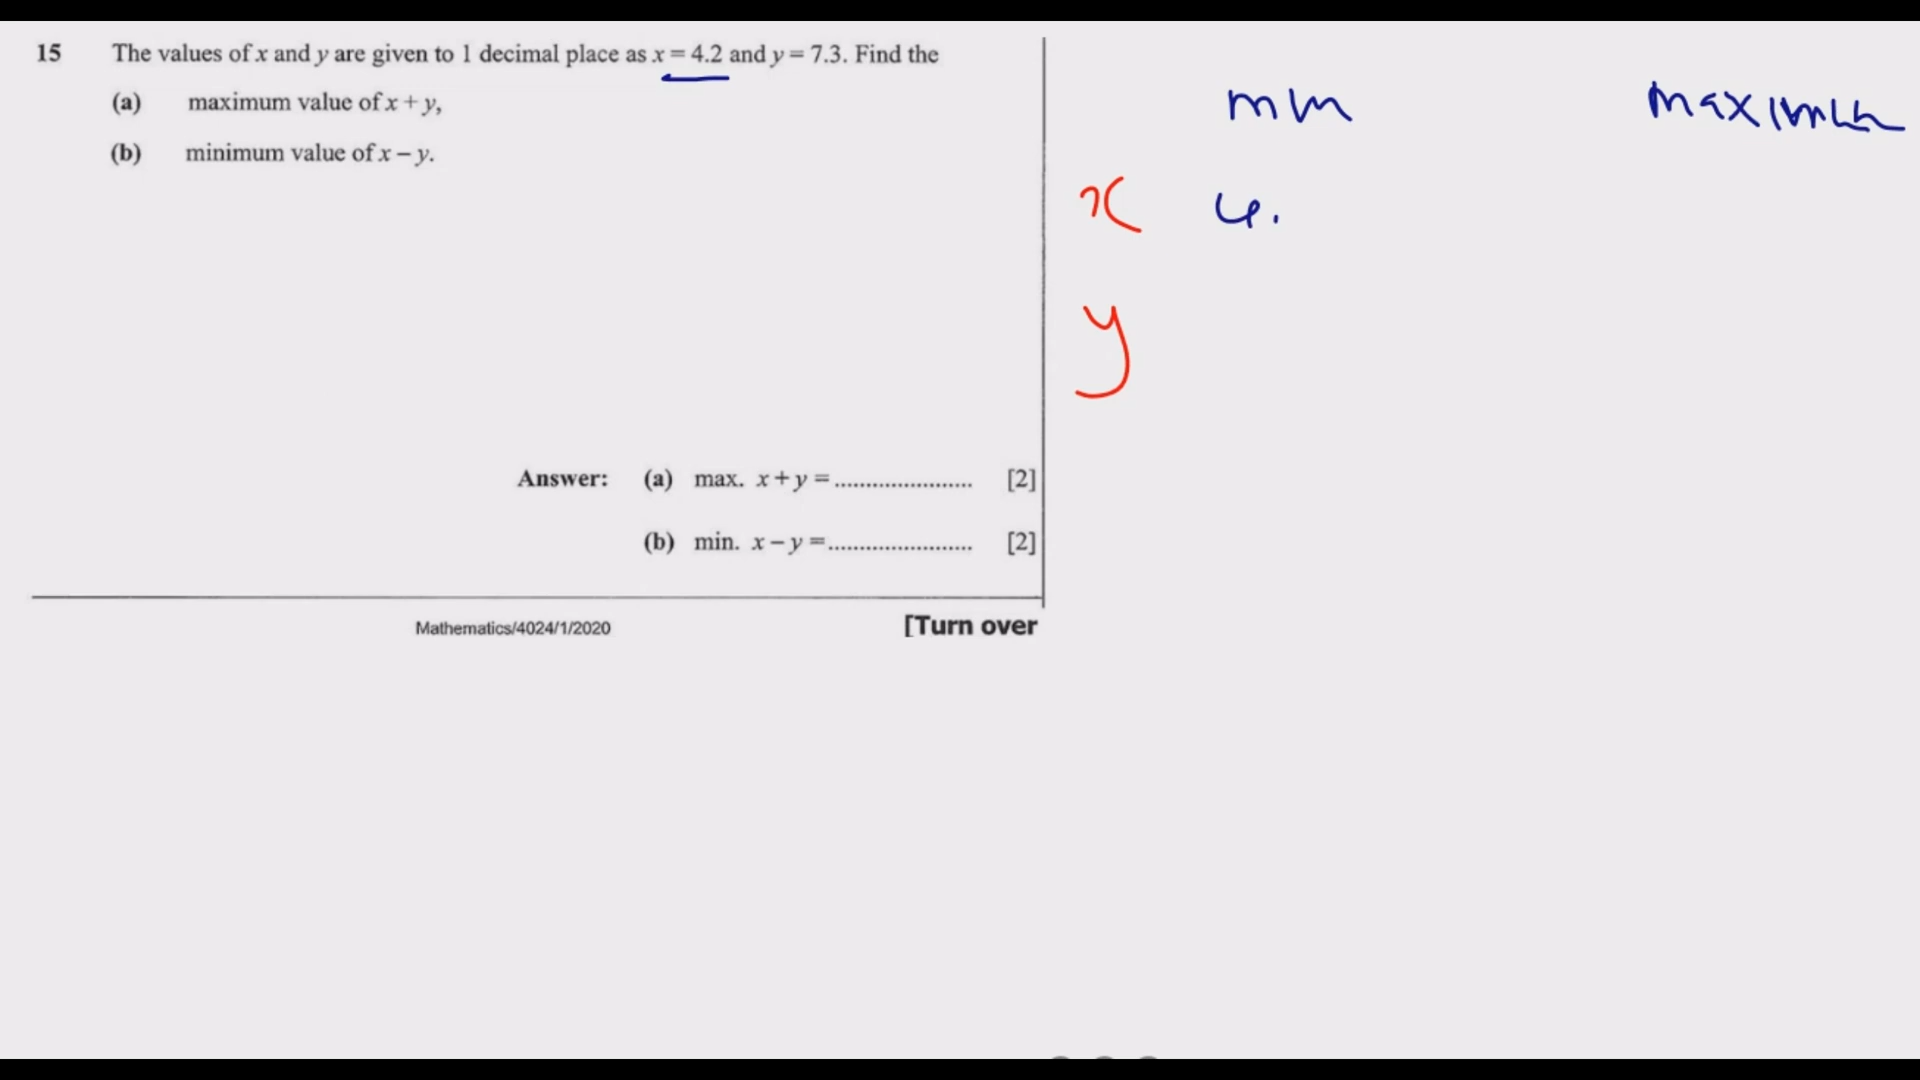 15 The values of x and y are given to 1 decimal place as x = 4.2 and y = 7.3. Find the
(a) maximum value of x + y,
(b) minimum value of x − y.
Answer: (a) max. x + y = ...................... [2]
(b) min. x − y = ....................... [2]
Mathematics/4024/1/2020
[Turn over
x 4.
y